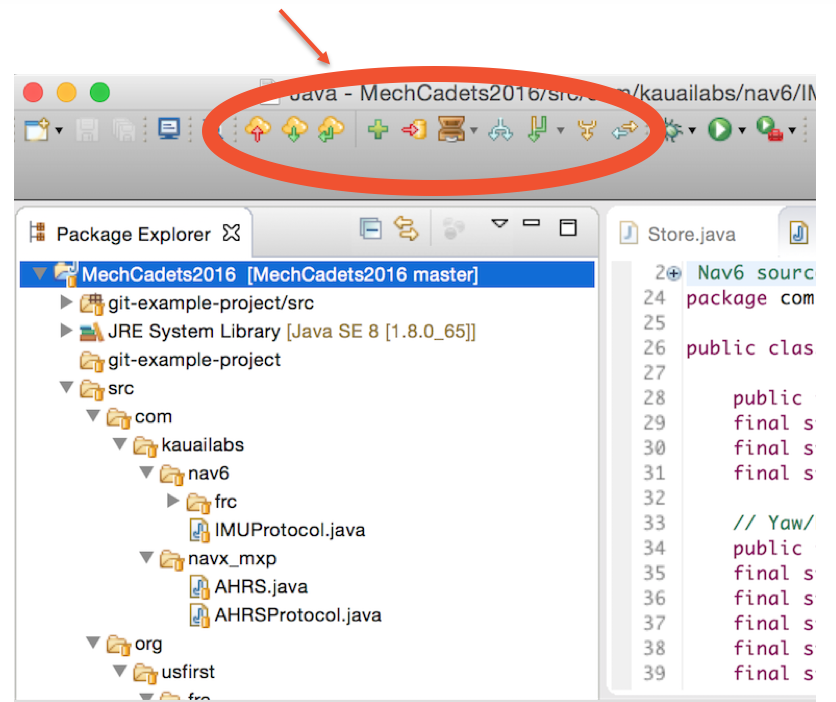 Java - MechCadets2016/src/com/kauailabs/nav6/IM
Package Explorer
Store.java
MechCadets2016 [MechCadets2016 master]
git-example-project/src
JRE System Library [Java SE 8 [1.8.0_65]]
git-example-project
src
com
kauailabs
nav6
frc
IMUProtocol.java
navx_mxp
AHRS.java
AHRSProtocol.java
org
usfirst
frc
2 Nav6 sourc
24 package com
25
26 public clas
27
28 public
29 final s
30 final s
31 final s
32
33 // Yaw/
34 public
35 final s
36 final s
37 final s
38 final s
39 final s